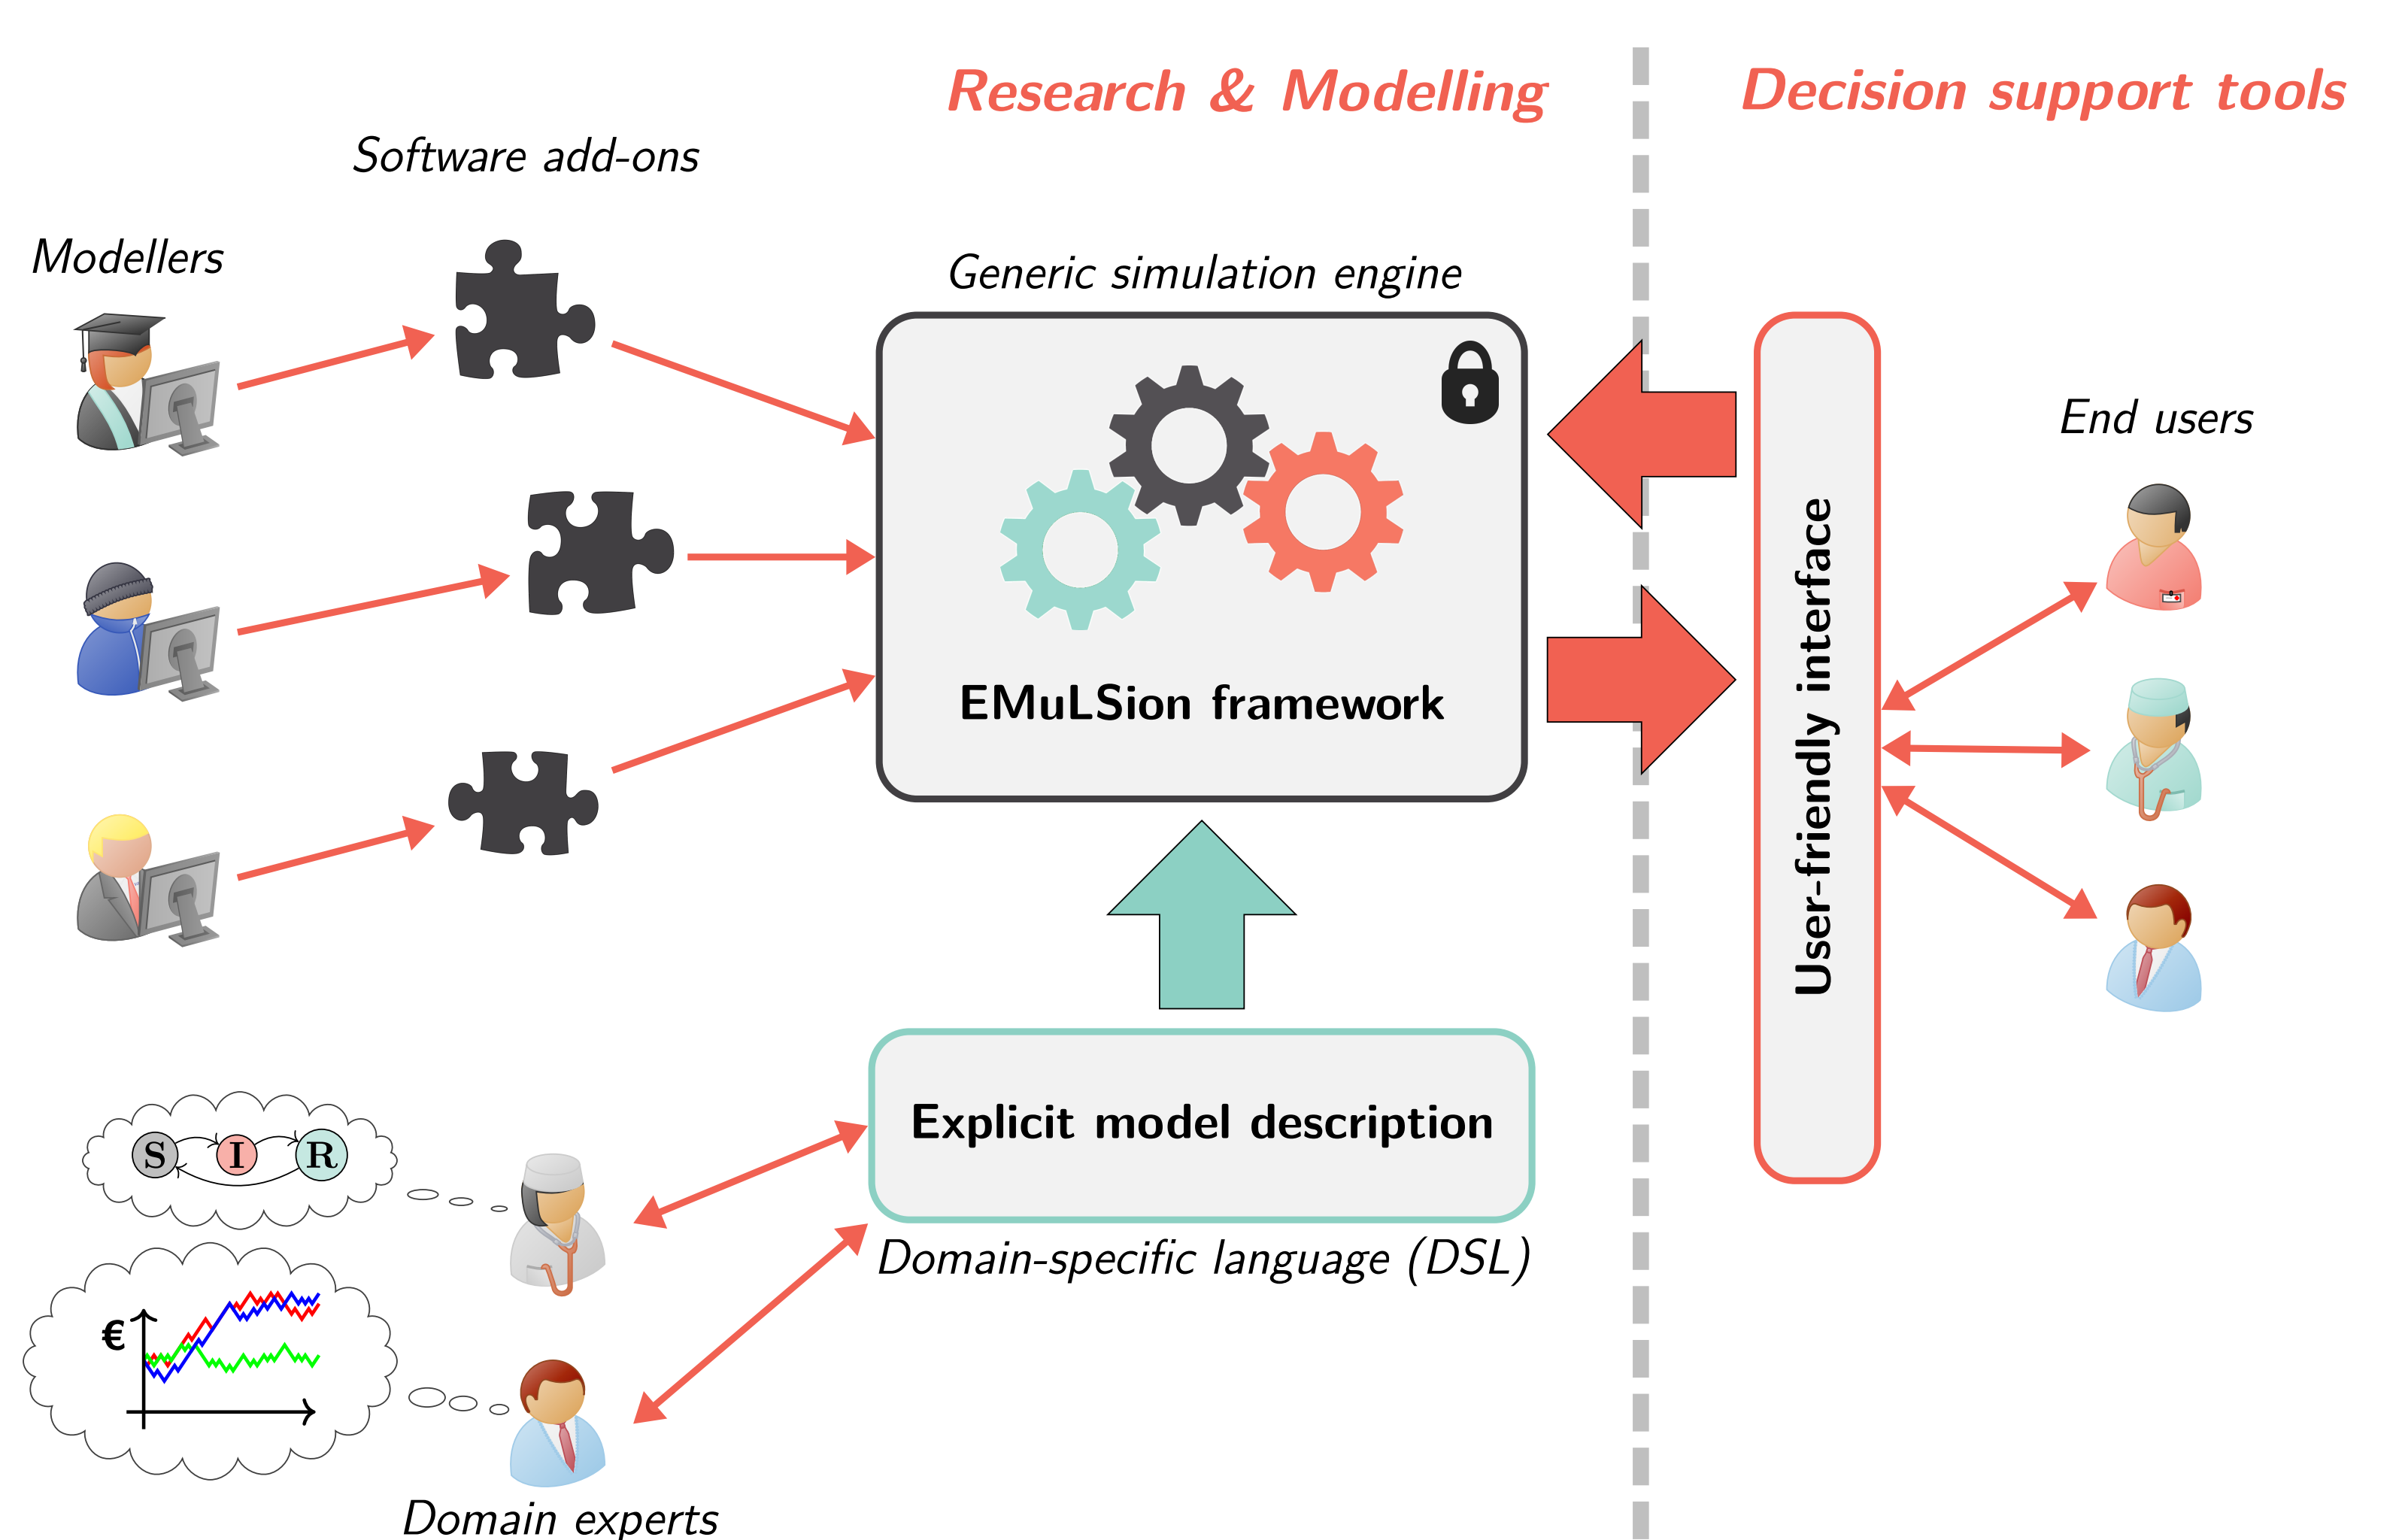 Research & Modelling
Decision support tools
Software add-ons
Modellers
Generic simulation engine
EMuLSion framework
User-friendly interface
End users
Explicit model description
Domain-specific language (DSL)
S I R
€
Domain experts